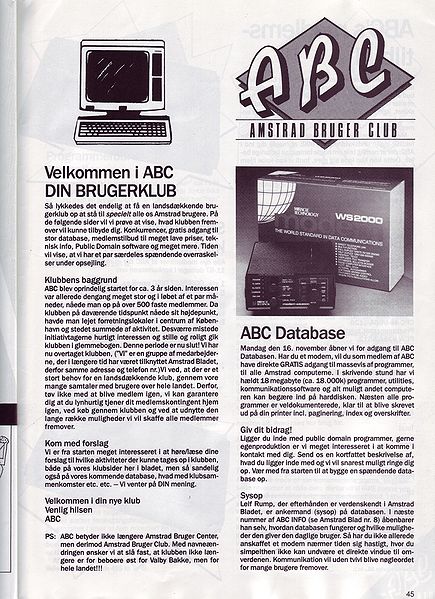 Velkommen i ABC
DIN BRUGERKLUB
Så lykkedes det endelig at få en landsdækkende bru-
gerklub op at stå til specielt alle os Amstrad brugere. På
de følgende sider vil vi prøve at vise, hvad klubben frem-
over vil kunne tilbyde dig. Konkurrencer, gratis adgang til
stor database, medlemstilbud til meget lave priser, tek-
nisk info, Public Domain software og meget mere. Tiden
vil vise, at vi har et par særdeles spændende overraskel-
ser under opsejling.
Klubbens baggrund
ABC blev oprindelig startet for ca. 3 år siden. Interessen
var allerede dengang meget stor og i løbet af et par må-
neder, nåede man op på over 500 faste medlemmer. Da
klubben på daværende tidspunkt nåede sit højdepunkt,
havde man lejet forretningslokaler i centrum af Køben-
havn og stedet summede af aktivitet. Desværre mistede
initiativtagerne hurtigt interessen og stille og roligt gik
klubben i glemmebogen. Denne periode er nu slut! Vi har
nu overtaget klubben, ("Vi" er en gruppe af medarbejde-
re, der i længere tid har været tilknyttet Amstrad Bladet,
derfor samme adresse og telefon nr.) Vi ved, at der er et
stort behov for en landsdækkende klub, gennem vore
mange samtaler med brugere over hele landet. Derfor,
tøv ikke med at blive medlem igen, vi kan garantere
dig at du lynhurtig tjener dit medlemskontingent hjem
igen, ved køb gennem klubben og ved at udnytte den
lange række muligheder vi vil skaffe alle medlemmer
fremover.
Kom med forslag
Vi er fra starten meget interesseret i at høre/læse dine
forslag til hvilke aktiviteter der kunne tages op i klubben,
både på vores klubsider her i bladet, men så sandelig
også på vores kommende database, hvad med klubsam-
menkomster etc. etc. – Vi venter på DIN mening.
Velkommen i din nye klub
Venlig hilsen
ABC
PS: ABC betyder ikke længere Amstrad Bruger Center,
men derimod Amstrad Bruger Club. Med navneæn-
dringen ønsker vi at slå fast, at klubben ikke læn-
gere er for beboere øst for Valby Bakke, men for
hele landet!!!
ABC
AMSTRAD BRUGER CLUB
MIRACLE
TECHNOLOGY
WS2000
THE WORLD STANDARD IN DATA COMMUNICATIONS
ABC Database
Mandag den 16. november åbner vi for adgang til ABC
Databasen. Har du et modem, vil du som medlem af ABC
have direkte GRATIS adgang til massevis af programmer,
til alle Amstrad computerne. I skrivende stund har vi
hældt 18 megabyte (ca. 18.000k) programmer, utilities,
kommunikationssoftware og alt muligt andet compute-
ren kan begære ind på harddisken. Næsten alle pro-
grammer er veldokumenterede, klar til at blive skrevet
ud på din printer incl. paginering, index og overskrifter.
Giv dit bidrag!
Ligger du inde med public domain programmer, gerne
egenproduktion er vi meget interesseret i at komme i
kontakt med dig. Send os en kortfattet beskrivelse af,
hvad du ligger inde med og vi vil snarest muligt ringe dig
op. Vær med fra starten til at bygge en spændende data-
base op.
Sysop
Leif Rump, der efterhånden er verdenskendt i Amstrad
Bladet, er ankermand (sysop) på databasen. I næste
nummer af ABC INFO (se Amstrad Blad nr. 8) åbenbarer
han selv, hvordan databasen fungerer og hvilke mulighe-
der den giver den daglige bruger. Så har du ikke allerede
anskaffet et modem nærmer tiden sig hastigt, hvor du
simpelthen ikke kan undvære et direkte vindue til om-
verdenen. Kommunikation vil uden tvivl blive nøgleordet
for mange brugere fremover.
45